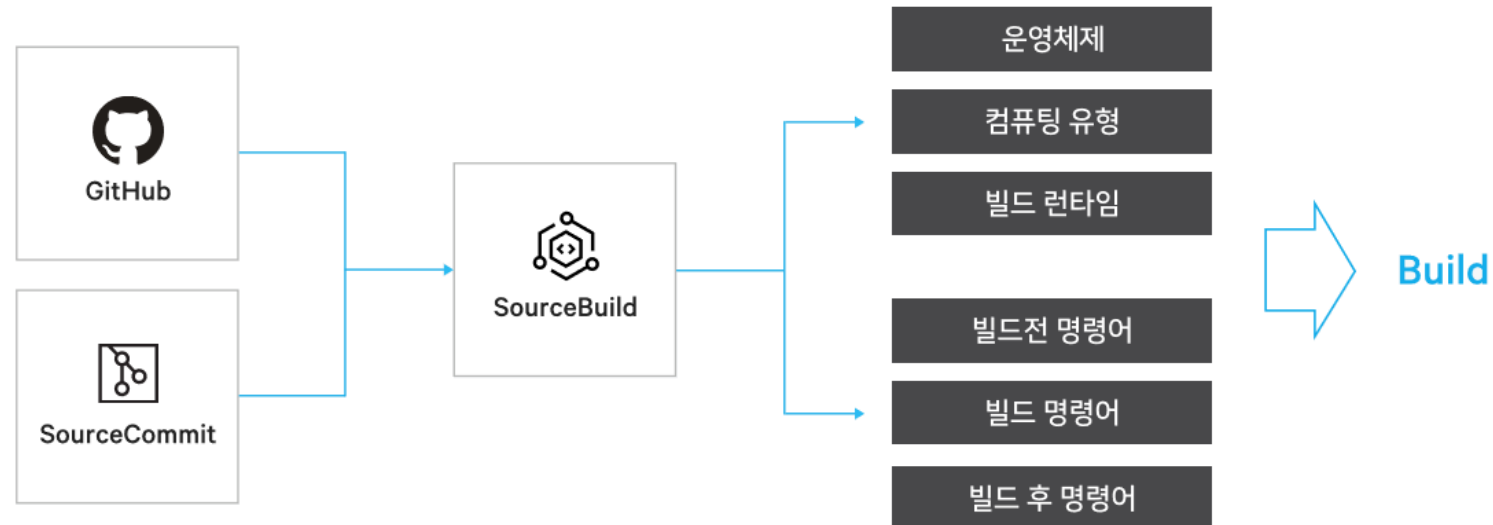 GitHub
SourceCommit
SourceBuild
운영체제
컴퓨팅 유형
빌드 런타임
빌드전 명령어
빌드 명령어
빌드 후 명령어
Build